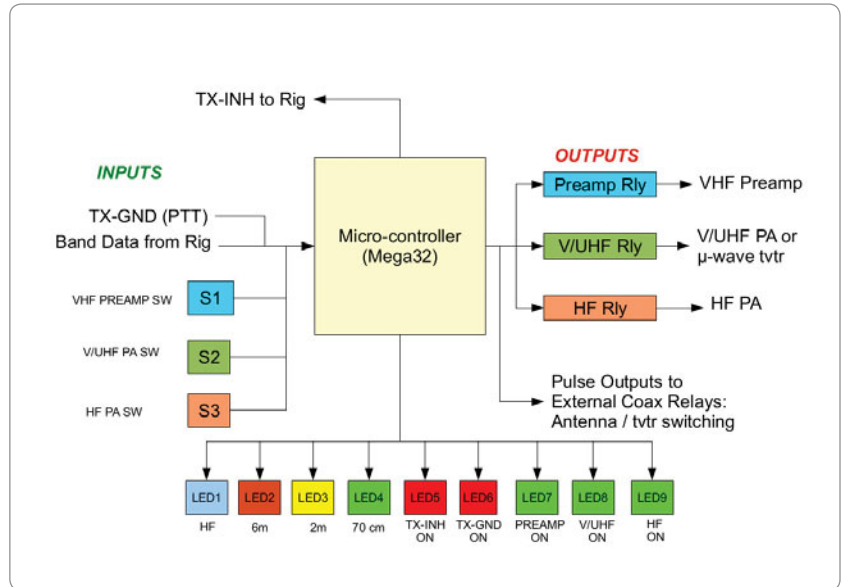 TX-INH to Rig
INPUTS
OUTPUTS
TX-GND (PTT)
Band Data from Rig
VHF PREAMP SW
S1
V/UHF PA SW
S2
HF PA SW
S3
Micro-controller
(Mega32)
Preamp Rly
VHF Preamp
V/UHF Rly
V/UHF PA or
µ-wave tvtr
HF Rly
HF PA
Pulse Outputs to
External Coax Relays:
Antenna / tvtr switching
LED1
LED2
LED3
LED4
LED5
LED6
LED7
LED8
LED9
HF
6m
2m
70 cm
TX-INH
ON
TX-GND
ON
PREAMP
ON
V/UHF
ON
HF
ON